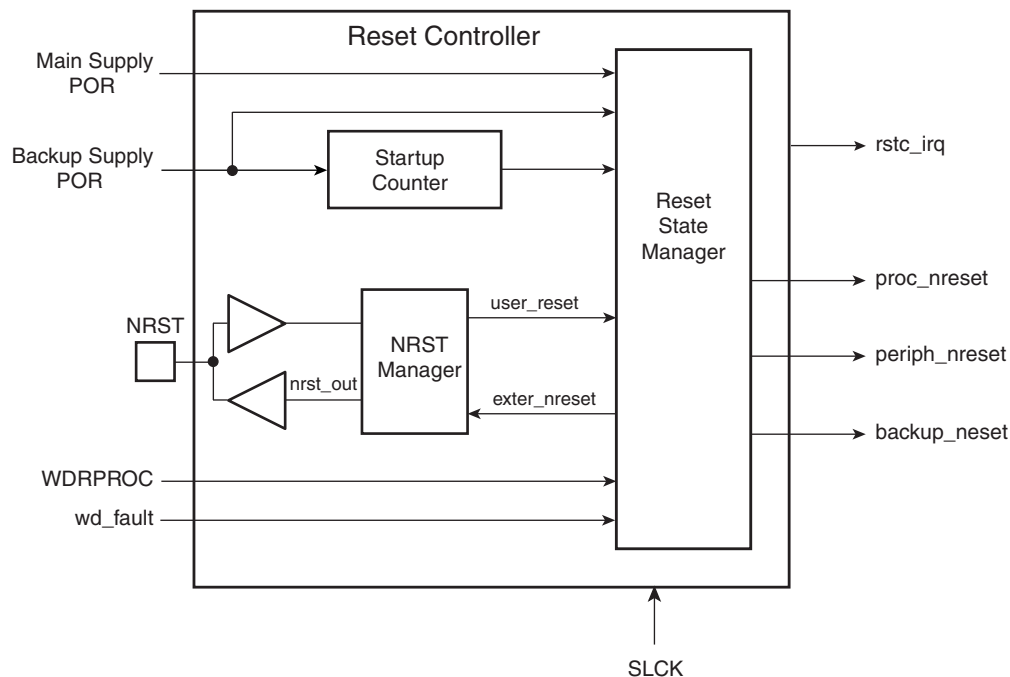 Reset Controller
Main Supply
POR
Backup Supply
POR
Startup
Counter
Reset
State
Manager
rstc_irq
proc_nreset
periph_nreset
backup_neset
NRST
NRST
Manager
user_reset
nrst_out
exter_nreset
WDRPROC
wd_fault
SLCK